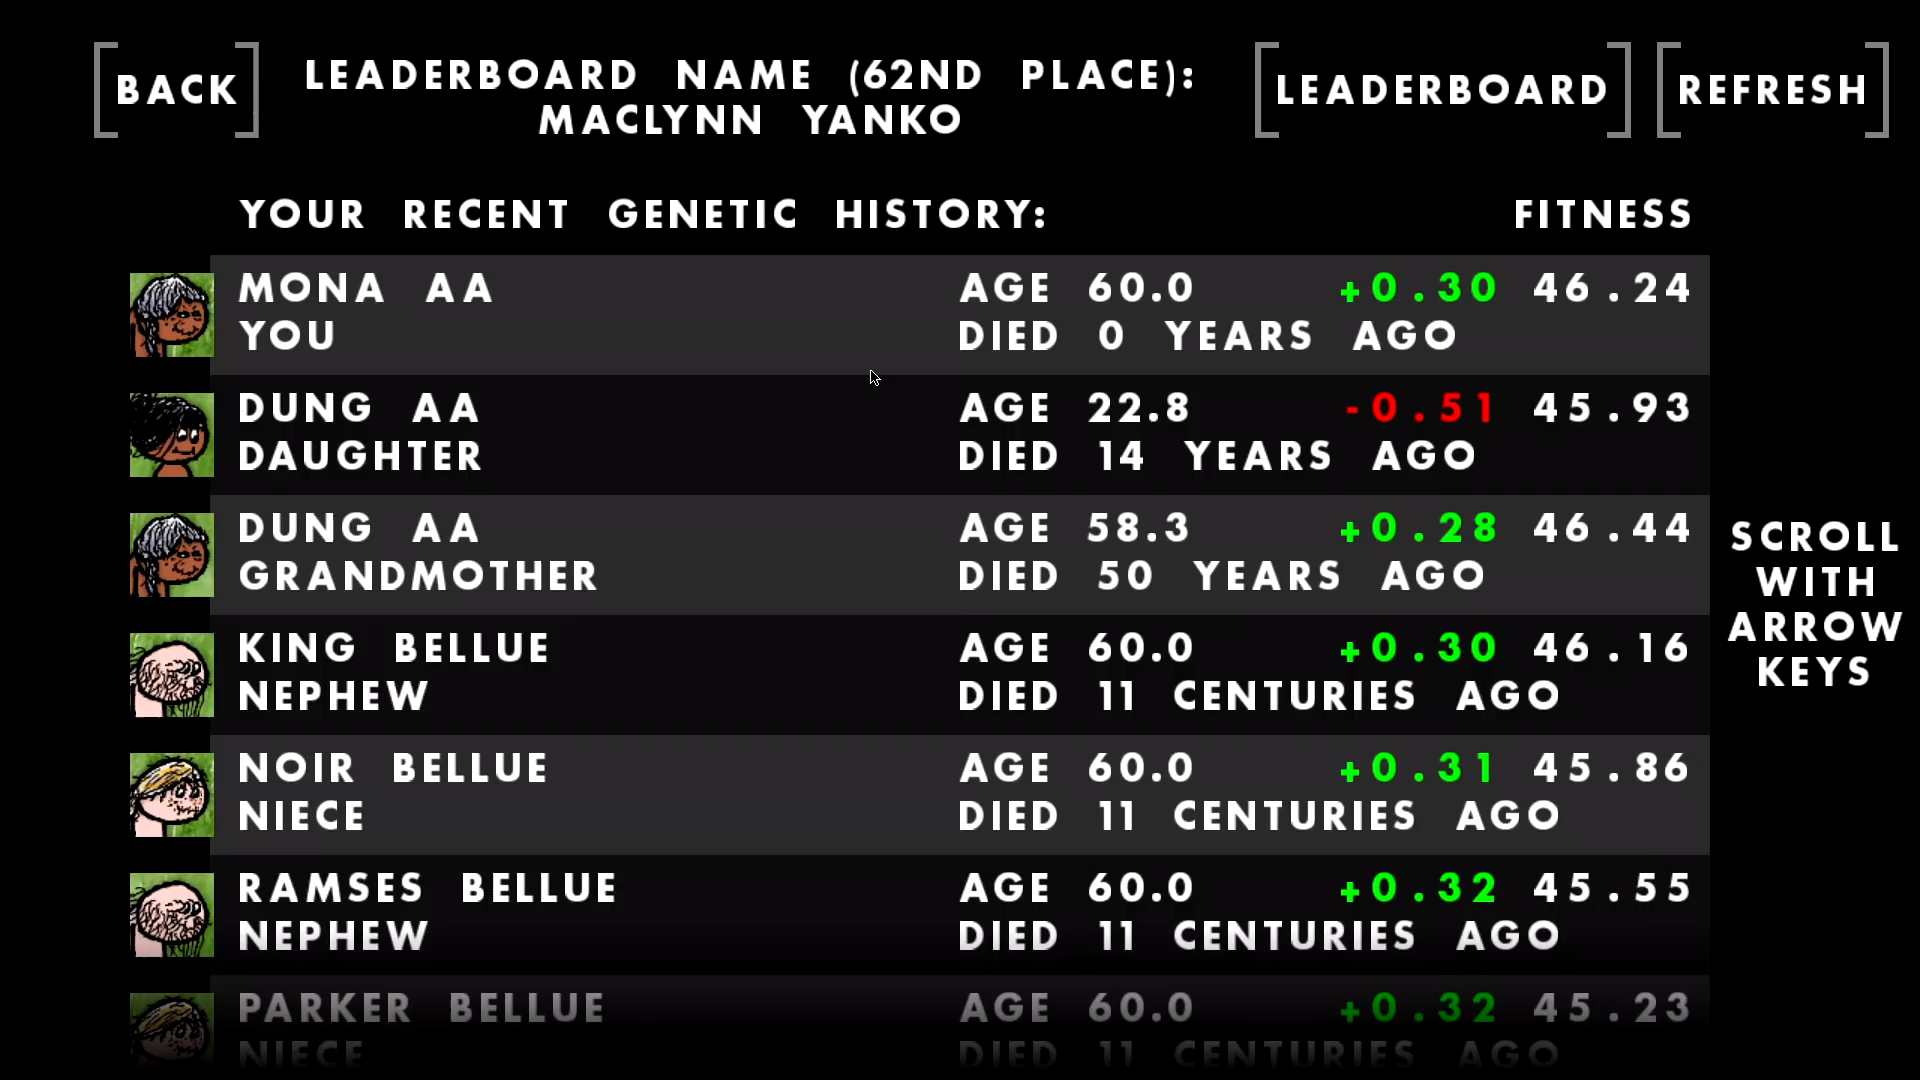 BACK
LEADERBOARD NAME (62ND PLACE):
MACLYNN YANKO
LEADERBOARD
REFRESH
YOUR RECENT GENETIC HISTORY: FITNESS
MONA AA AGE 60.0 +0.30 46.24
YOU DIED 0 YEARS AGO
DUNG AA AGE 22.8 -0.51 45.93
DAUGHTER DIED 14 YEARS AGO
DUNG AA AGE 58.3 +0.28 46.44
GRANDMOTHER DIED 50 YEARS AGO
KING BELLUE AGE 60.0 +0.30 46.16
NEPHEW DIED 11 CENTURIES AGO
NOIR BELLUE AGE 60.0 +0.31 45.86
NIECE DIED 11 CENTURIES AGO
RAMSES BELLUE AGE 60.0 +0.32 45.55
NEPHEW DIED 11 CENTURIES AGO
PARKER BELLUE AGE 60.0 +0.32 45.23
NIECE DIED 11 CENTURIES AGO
SCROLL
WITH
ARROW
KEYS